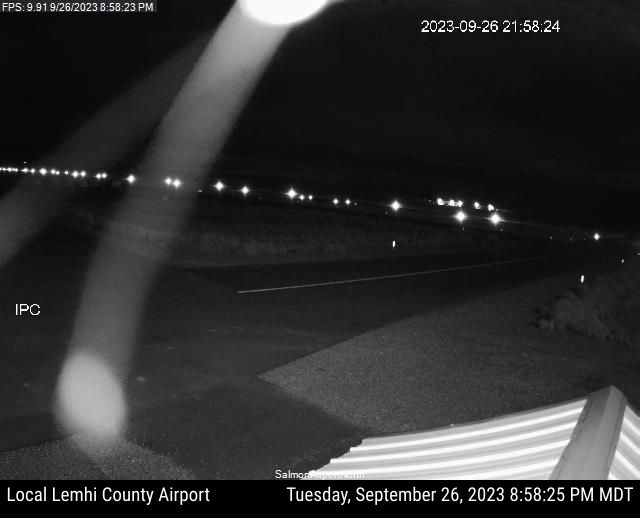 FPS: 9.91 9/26/2023 8:58:23 PM
2023-09-26 21:58:24
IPC
SalmonAirportNorth
Local Lemhi County Airport
Tuesday, September 26, 2023 8:58:25 PM MDT